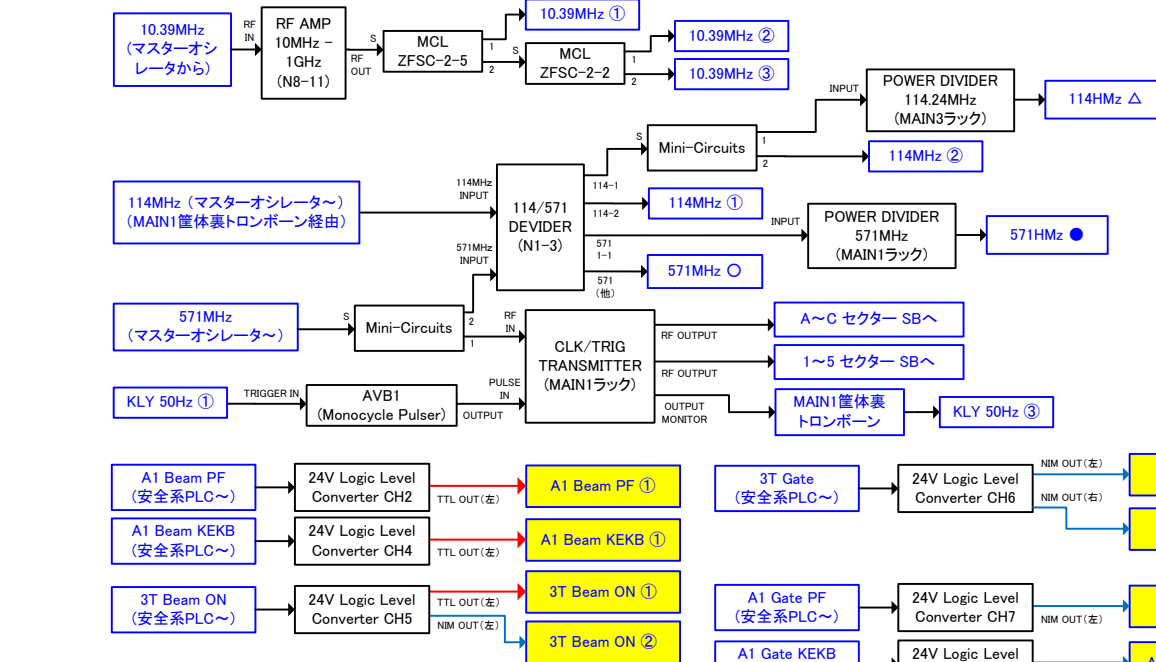 10.39MHz
(マスターオシ
レータから)
RF
IN
RF AMP
10MHz -
1GHz
(N8-11)
RF
OUT
S
MCL
ZFSC-2-5
1
2
10.39MHz ①
S
MCL
ZFSC-2-2
1
2
10.39MHz ②
10.39MHz ③
114MHz (マスターオシレータ~)
(MAIN1筐体裏トロンボーン経由)
114MHz
INPUT
571MHz
INPUT
114/571
DEVIDER
(N1-3)
114-1
114-2
571
1-1
571
(他)
S
Mini-Circuits
1
2
INPUT
POWER DIVIDER
114.24MHz
(MAIN3ラック)
114HMz △
114MHz ②
114MHz ①
INPUT
POWER DIVIDER
571MHz
(MAIN1ラック)
571HMz ●
571MHz ○
571MHz
(マスターオシレータ~)
S
Mini-Circuits
2
1
RF
IN
CLK/TRIG
TRANSMITTER
(MAIN1ラック)
RF OUTPUT
A~C セクター SBへ
RF OUTPUT
1~5 セクター SBへ
OUTPUT
MONITOR
MAIN1筐体裏
トロンボーン
KLY 50Hz ③
KLY 50Hz ①
TRIGGER IN
AVB1
(Monocycle Pulser)
OUTPUT
PULSE
IN
A1 Beam PF
(安全系PLC~)
24V Logic Level
Converter CH2
TTL OUT(左)
A1 Beam PF ①
A1 Beam KEKB
(安全系PLC~)
24V Logic Level
Converter CH4
TTL OUT(左)
A1 Beam KEKB ①
3T Beam ON
(安全系PLC~)
24V Logic Level
Converter CH5
TTL OUT(左)
NIM OUT(左)
3T Beam ON ①
3T Beam ON ②
3T Gate
(安全系PLC~)
24V Logic Level
Converter CH6
NIM OUT(左)
NIM OUT(右)
A1 Gate PF
(安全系PLC~)
24V Logic Level
Converter CH7
NIM OUT(左)
A1 Gate KEKB
24V Logic Level